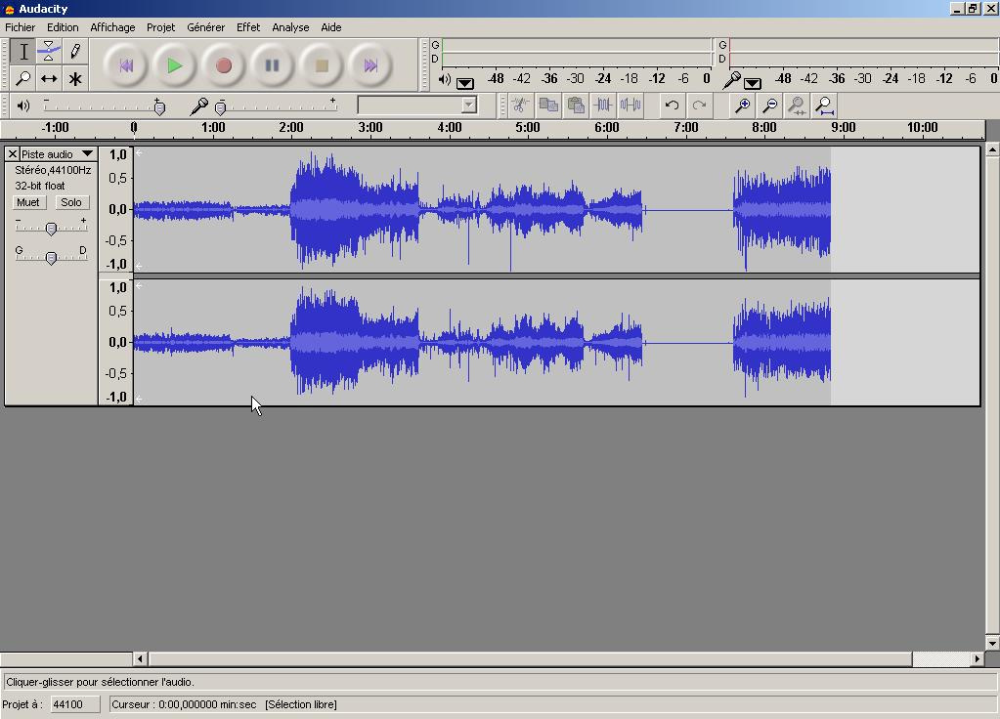 Audacity
Fichier Edition Affichage Projet Générer Effet Analyse Aide
G G
D D
-48 -42 -36 -30 -24 -18 -12 -6 0 -48 -42 -36 -30 -24 -18 -12 -6 0
- + - +
-1:00 0 1:00 2:00 3:00 4:00 5:00 6:00 7:00 8:00 9:00 10:00
Piste audio 1,0
Stéréo,44100Hz
32-bit float 0,5
Muet Solo 0,0
- +
-0,5
G D
-1,0
1,0
0,5
0,0
-0,5
-1,0
Cliquer-glisser pour sélectionner l'audio.
Projet à : 44100 Curseur : 0:00,000000 min:sec [Sélection libre]